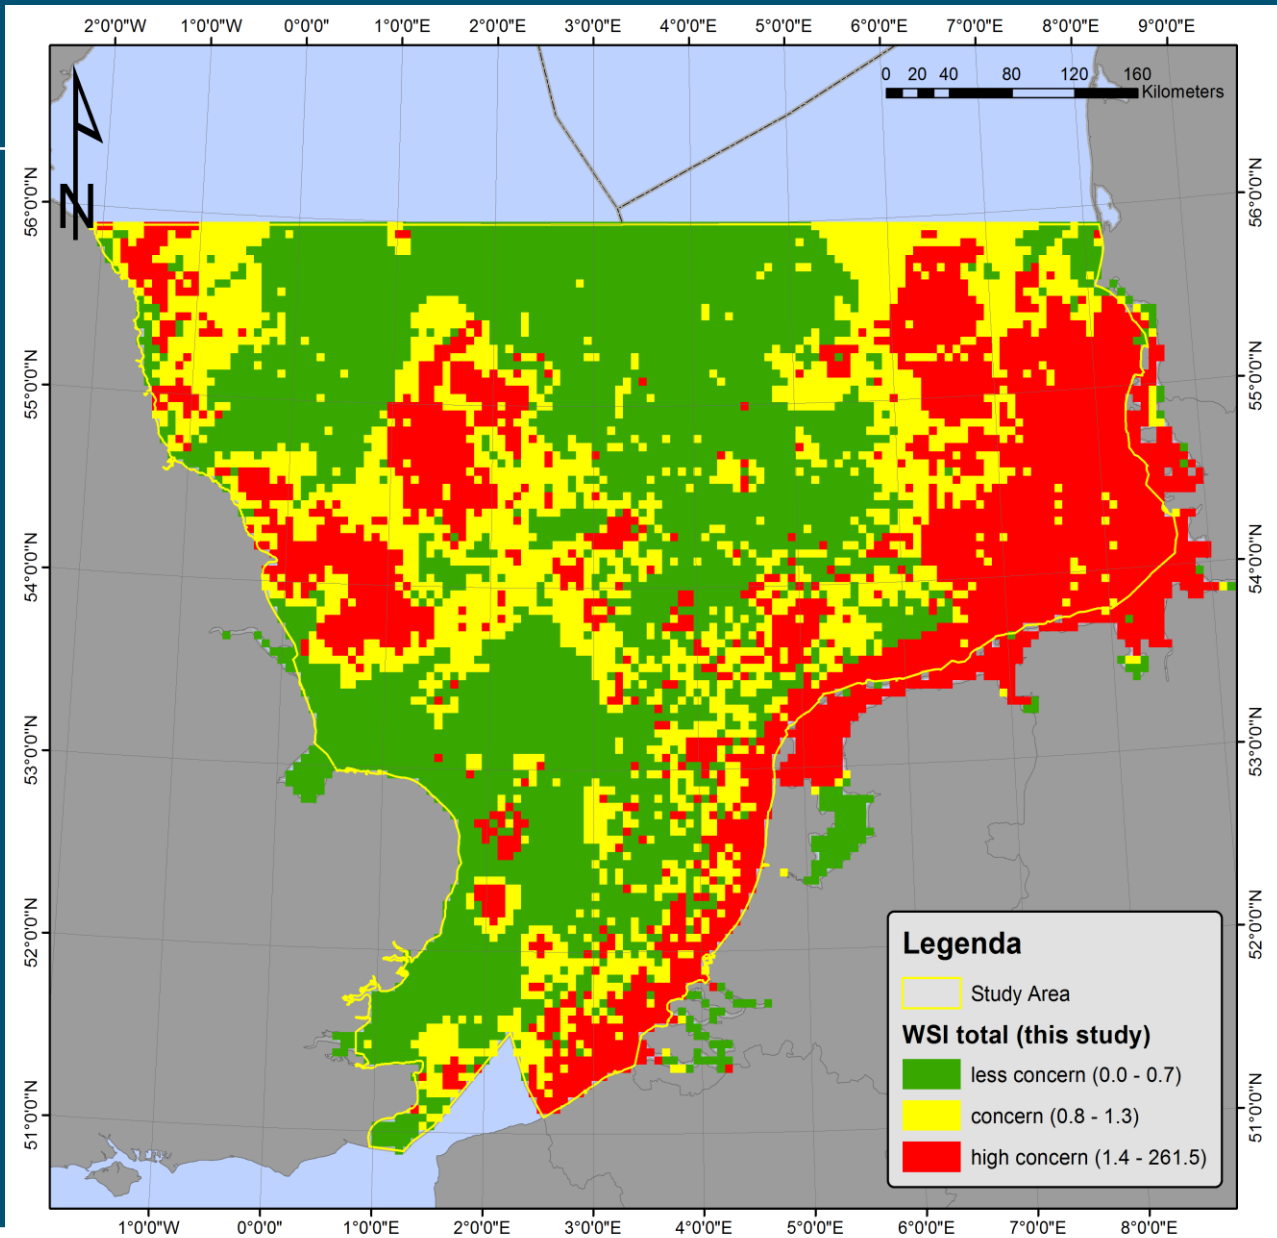 2°0'0"W 1°0'0"W 0°0'0" 1°0'0"E 2°0'0"E 3°0'0"E 4°0'0"E 5°0'0"E 6°0'0"E 7°0'0"E 8°0'0"E 9°0'0"E
0 20 40 80 120 160
Kilometers
N
56°0'0"N
55°0'0"N
54°0'0"N
53°0'0"N
52°0'0"N
51°0'0"N
56°0'0"N
55°0'0"N
54°0'0"N
53°0'0"N
52°0'0"N
51°0'0"N
Legenda
Study Area
WSI total (this study)
less concern (0.0 - 0.7)
concern (0.8 - 1.3)
high concern (1.4 - 261.5)
1°0'0"W 0°0'0" 1°0'0"E 2°0'0"E 3°0'0"E 4°0'0"E 5°0'0"E 6°0'0"E 7°0'0"E 8°0'0"E